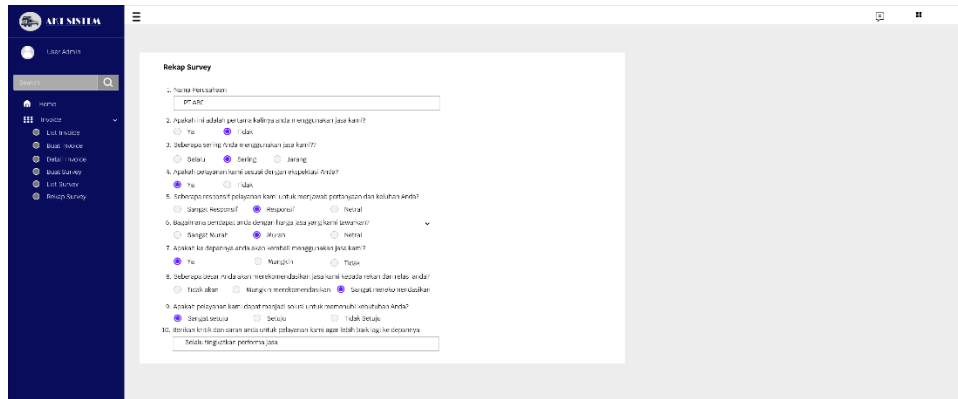 AKT SISTEM
User Admin
Search
Home
Invoice
List Invoice
Buat Invoice
Detail Invoice
Buat Survey
List Survey
Rekap Survey
Rekap Survey
1. Nama Perusahaan
PT ABC
2. Apakah ini adalah pertama kalinya anda menggunakan jasa kami?
Ya Tidak
3. Seberapa sering Anda menggunakan jasa kami??
Selalu Sering Jarang
4. Apakah pelayanan kami sesuai dengan ekspektasi Anda?
Ya Tidak
5. Seberapa responsif pelayanan kami untuk menjawab pertanyaan dan keluhan Anda?
Sangat Responsif Responsif Netral
6. Bagaimana pendapat anda dengan harga jasa yang kami tawarkan?
Sangat Murah Murah Netral
7. Apakah ke depannya anda akan kembali menggunakan jasa kami?
Ya Mungkin Tidak
8. Seberapa besar Anda akan merekomendasikan jasa kami kepada rekan dan relasi anda?
Tidak akan Mungkin merekomendasikan Sangat merekomendasikan
9. Apakah pelayanan kami dapat menjadi solusi untuk memenuhi kebutuhan Anda?
Sangat setuju Setuju Tidak Setuju
10. Berikan kritik dan saran anda untuk pelayanan kami agar lebih baik lagi ke depannya
Selalu tingkatkan performa jasa